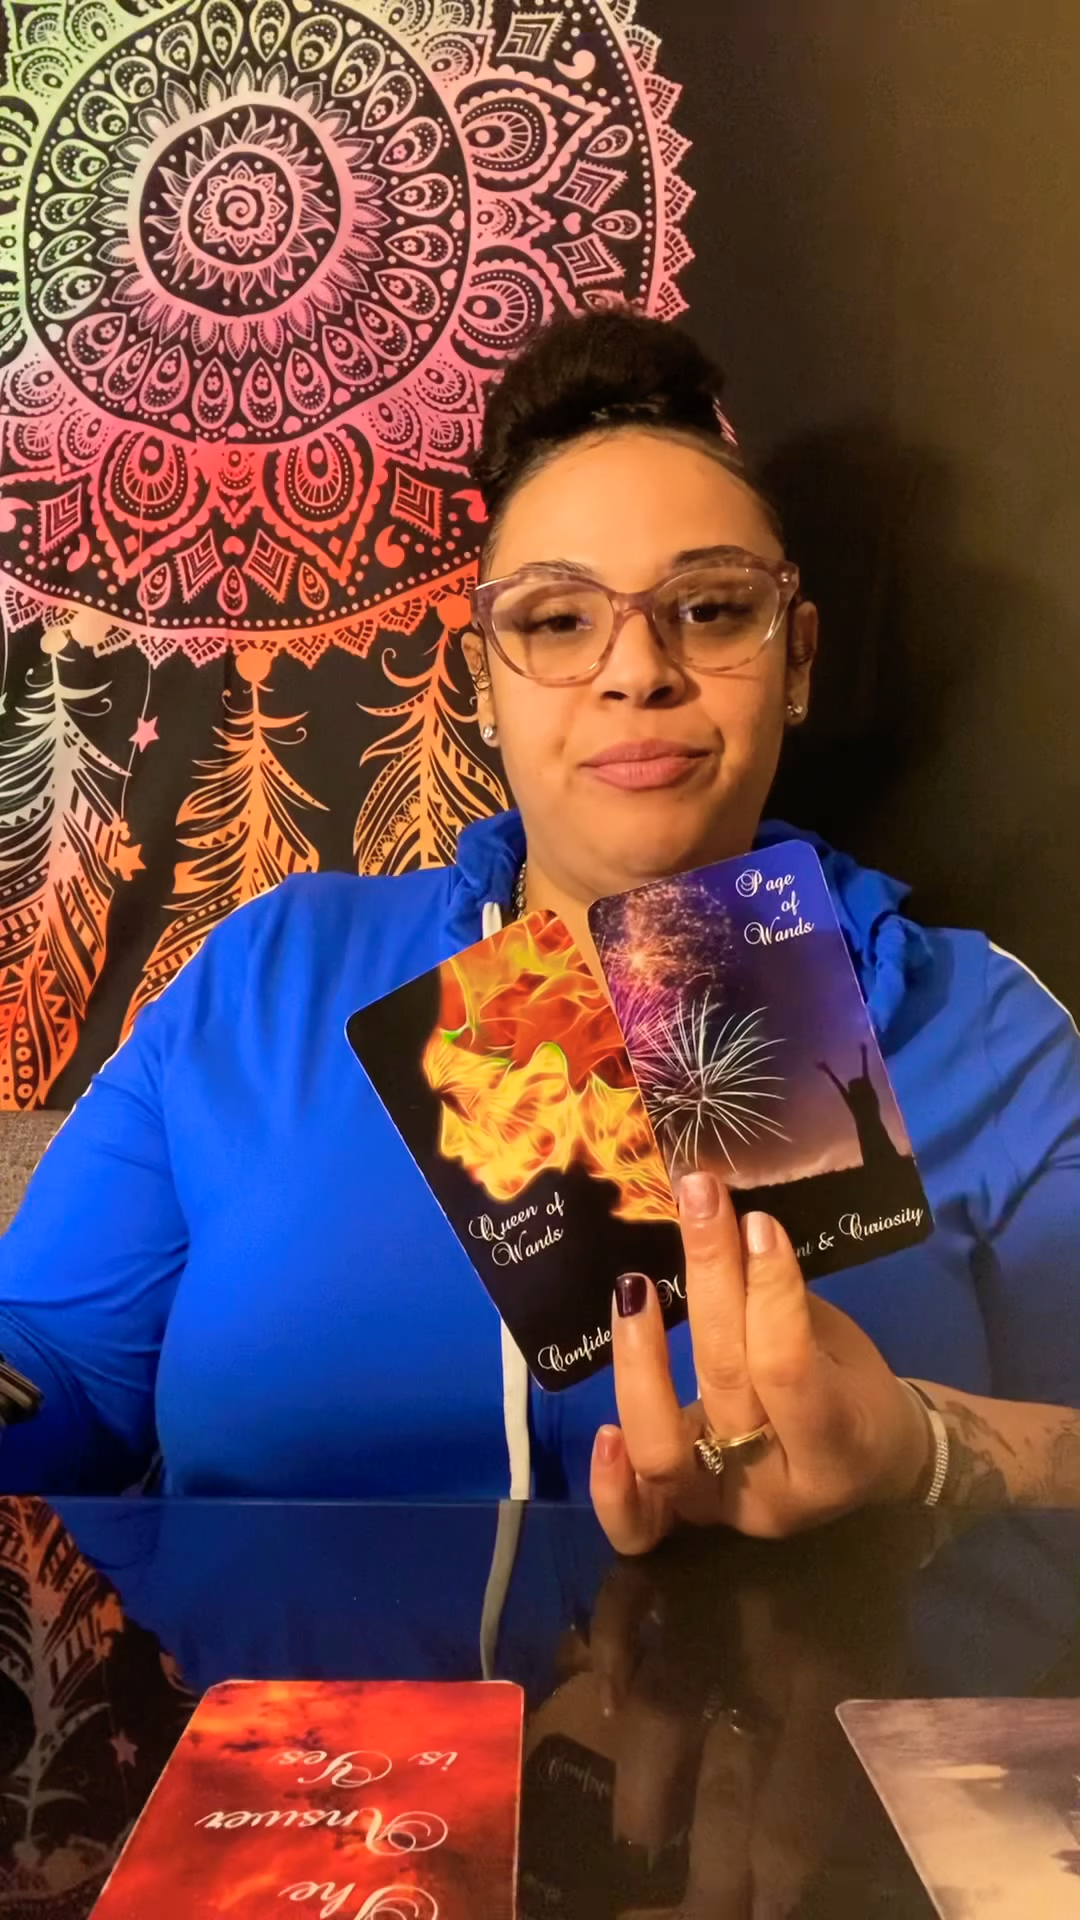 Page
of
Wands
& Curiosity
Queen of
Wands
The
Answer
is Yes